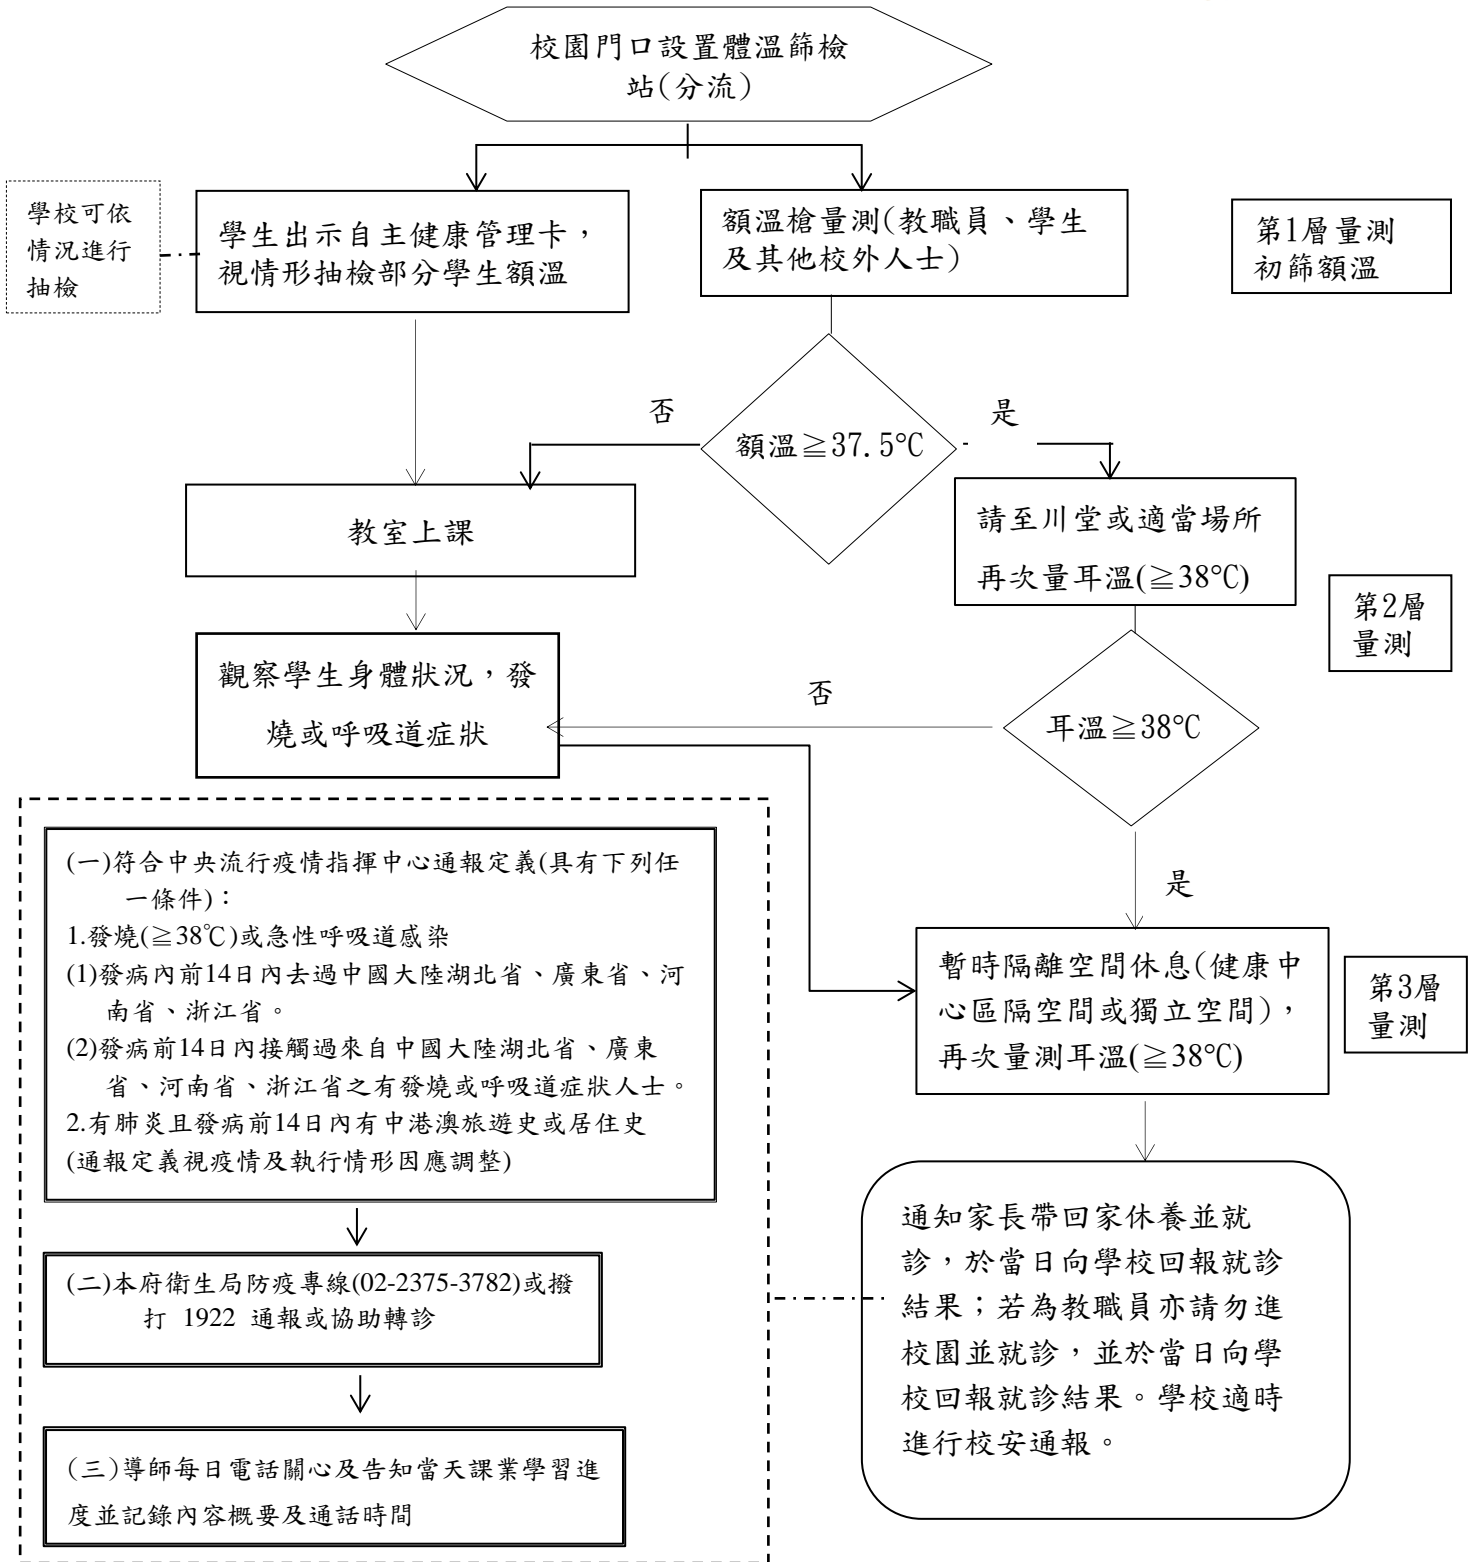 校園門口設置體溫篩檢
站(分流)
學校可依
情況進行
抽檢
學生出示自主健康管理卡，
視情形抽檢部分學生額溫
額溫槍量測(教職員、學生
及其他校外人士)
第1層量測
初篩額溫
否
額溫≧37.5°C
是
教室上課
請至川堂或適當場所
再次量耳溫(≧38°C)
第2層
量測
觀察學生身體狀況，發
燒或呼吸道症狀
否
耳溫≧38°C
是
(一)符合中央流行疫情指揮中心通報定義(具有下列任
一條件)：
1.發燒(≧38℃)或急性呼吸道感染
(1)發病內前14日內去過中國大陸湖北省、廣東省、河
南省、浙江省。
(2)發病前14日內接觸過來自中國大陸湖北省、廣東
省、河南省、浙江省之有發燒或呼吸道症狀人士。
2.有肺炎且發病前14日內有中港澳旅遊史或居住史
(通報定義視疫情及執行情形因應調整)
暫時隔離空間休息(健康中
心區隔空間或獨立空間)，
再次量測耳溫(≧38°C)
第3層
量測
(二)本府衛生局防疫專線(02-2375-3782)或撥
打 1922 通報或協助轉診
(三)導師每日電話關心及告知當天課業學習進
度並記錄內容概要及通話時間
通知家長帶回家休養並就
診，於當日向學校回報就診
結果；若為教職員亦請勿進
校園並就診，並於當日向學
校回報就診結果。學校適時
進行校安通報。